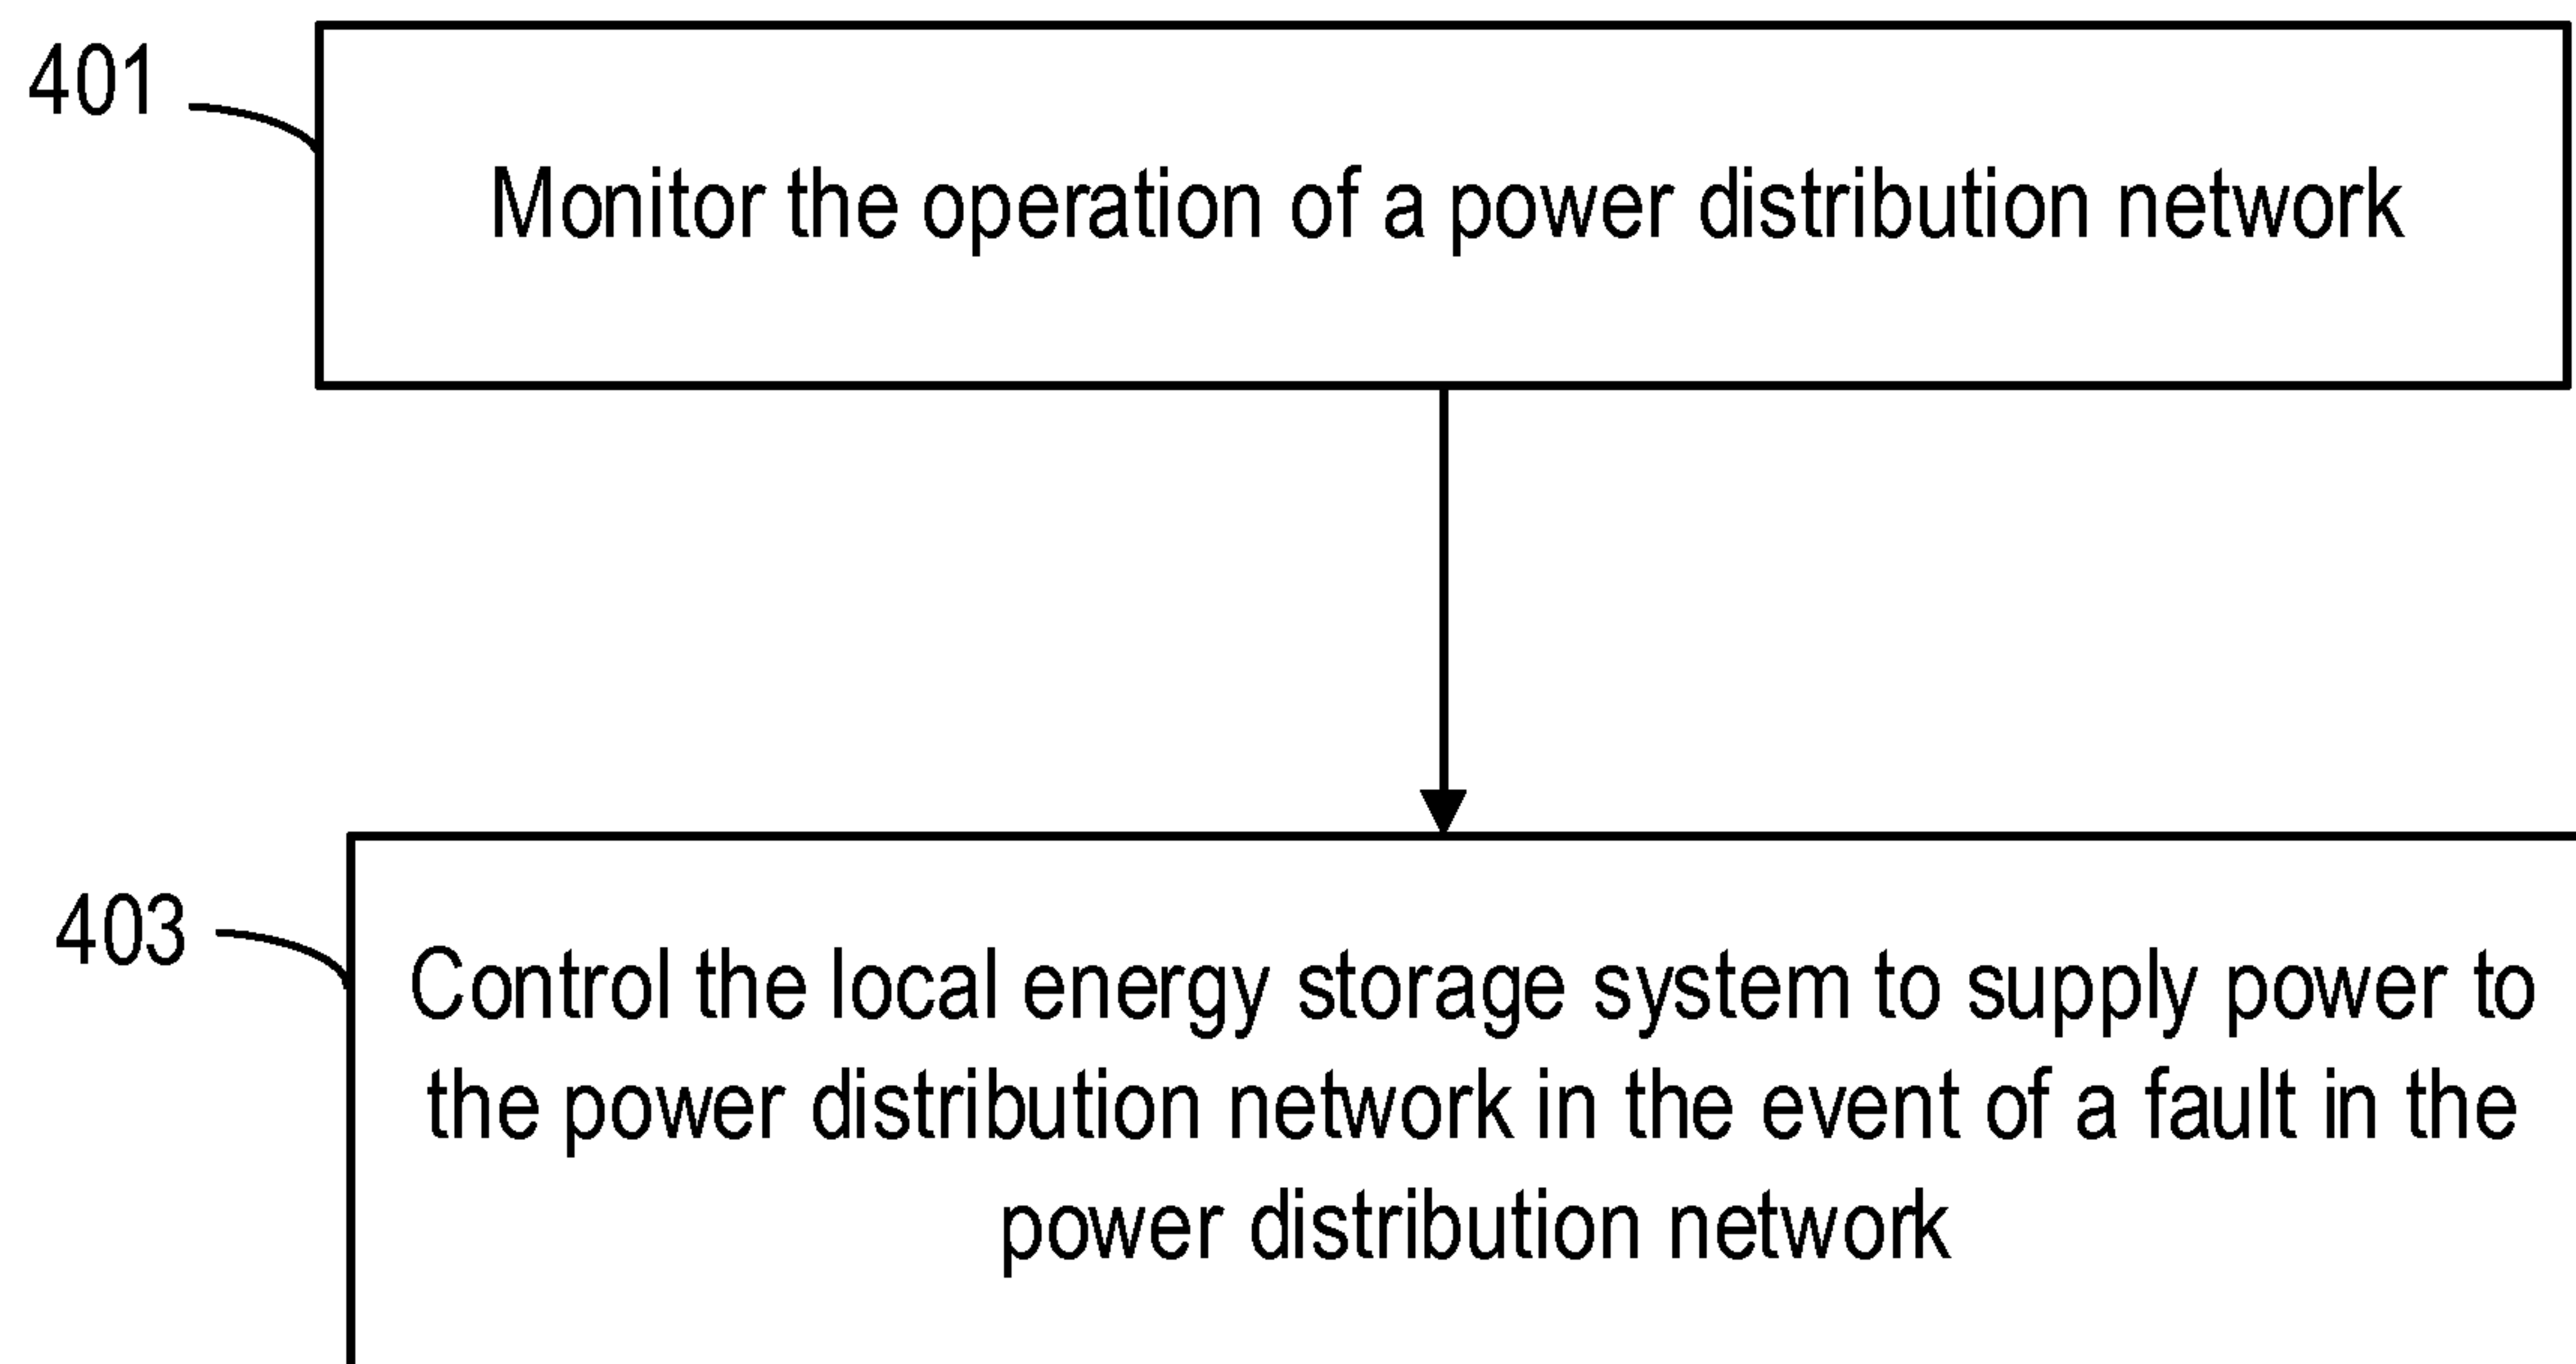 401
Monitor the operation of a power distribution network
403
Control the local energy storage system to supply power to
the power distribution network in the event of a fault in the
power distribution network